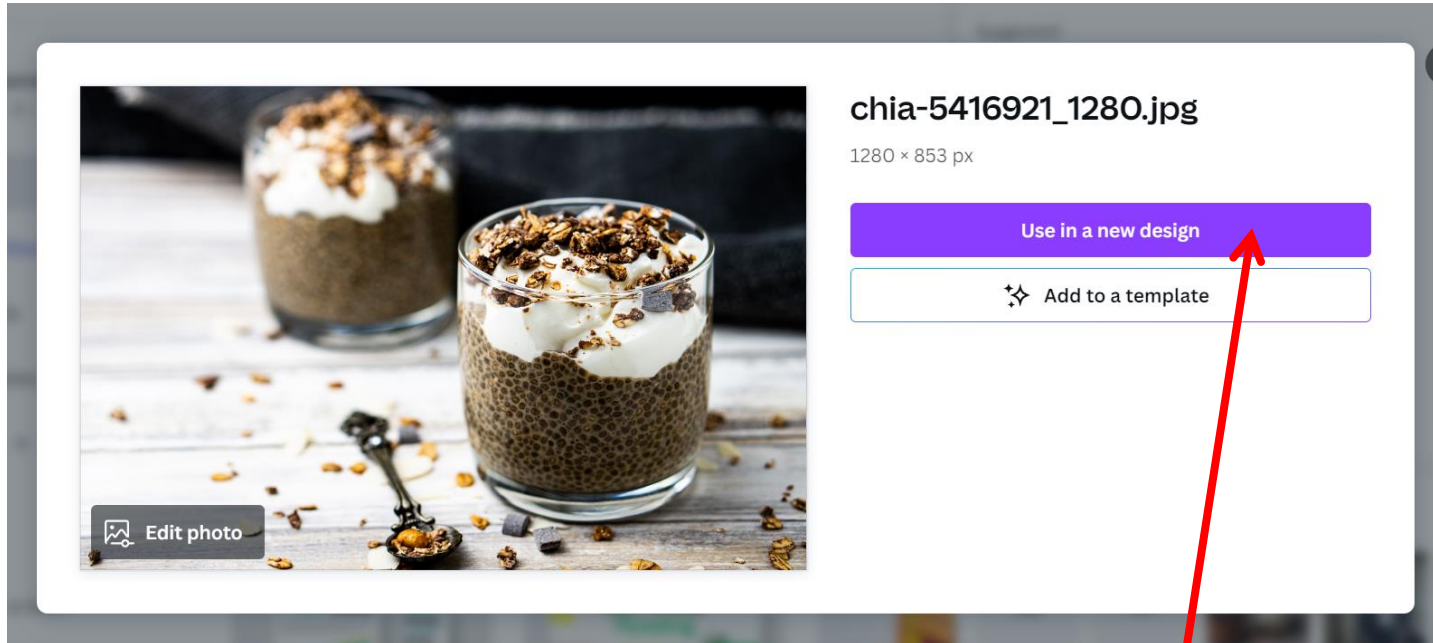 chia-5416921_1280.jpg
1280 × 853 px
Use in a new design
Add to a template
Edit photo